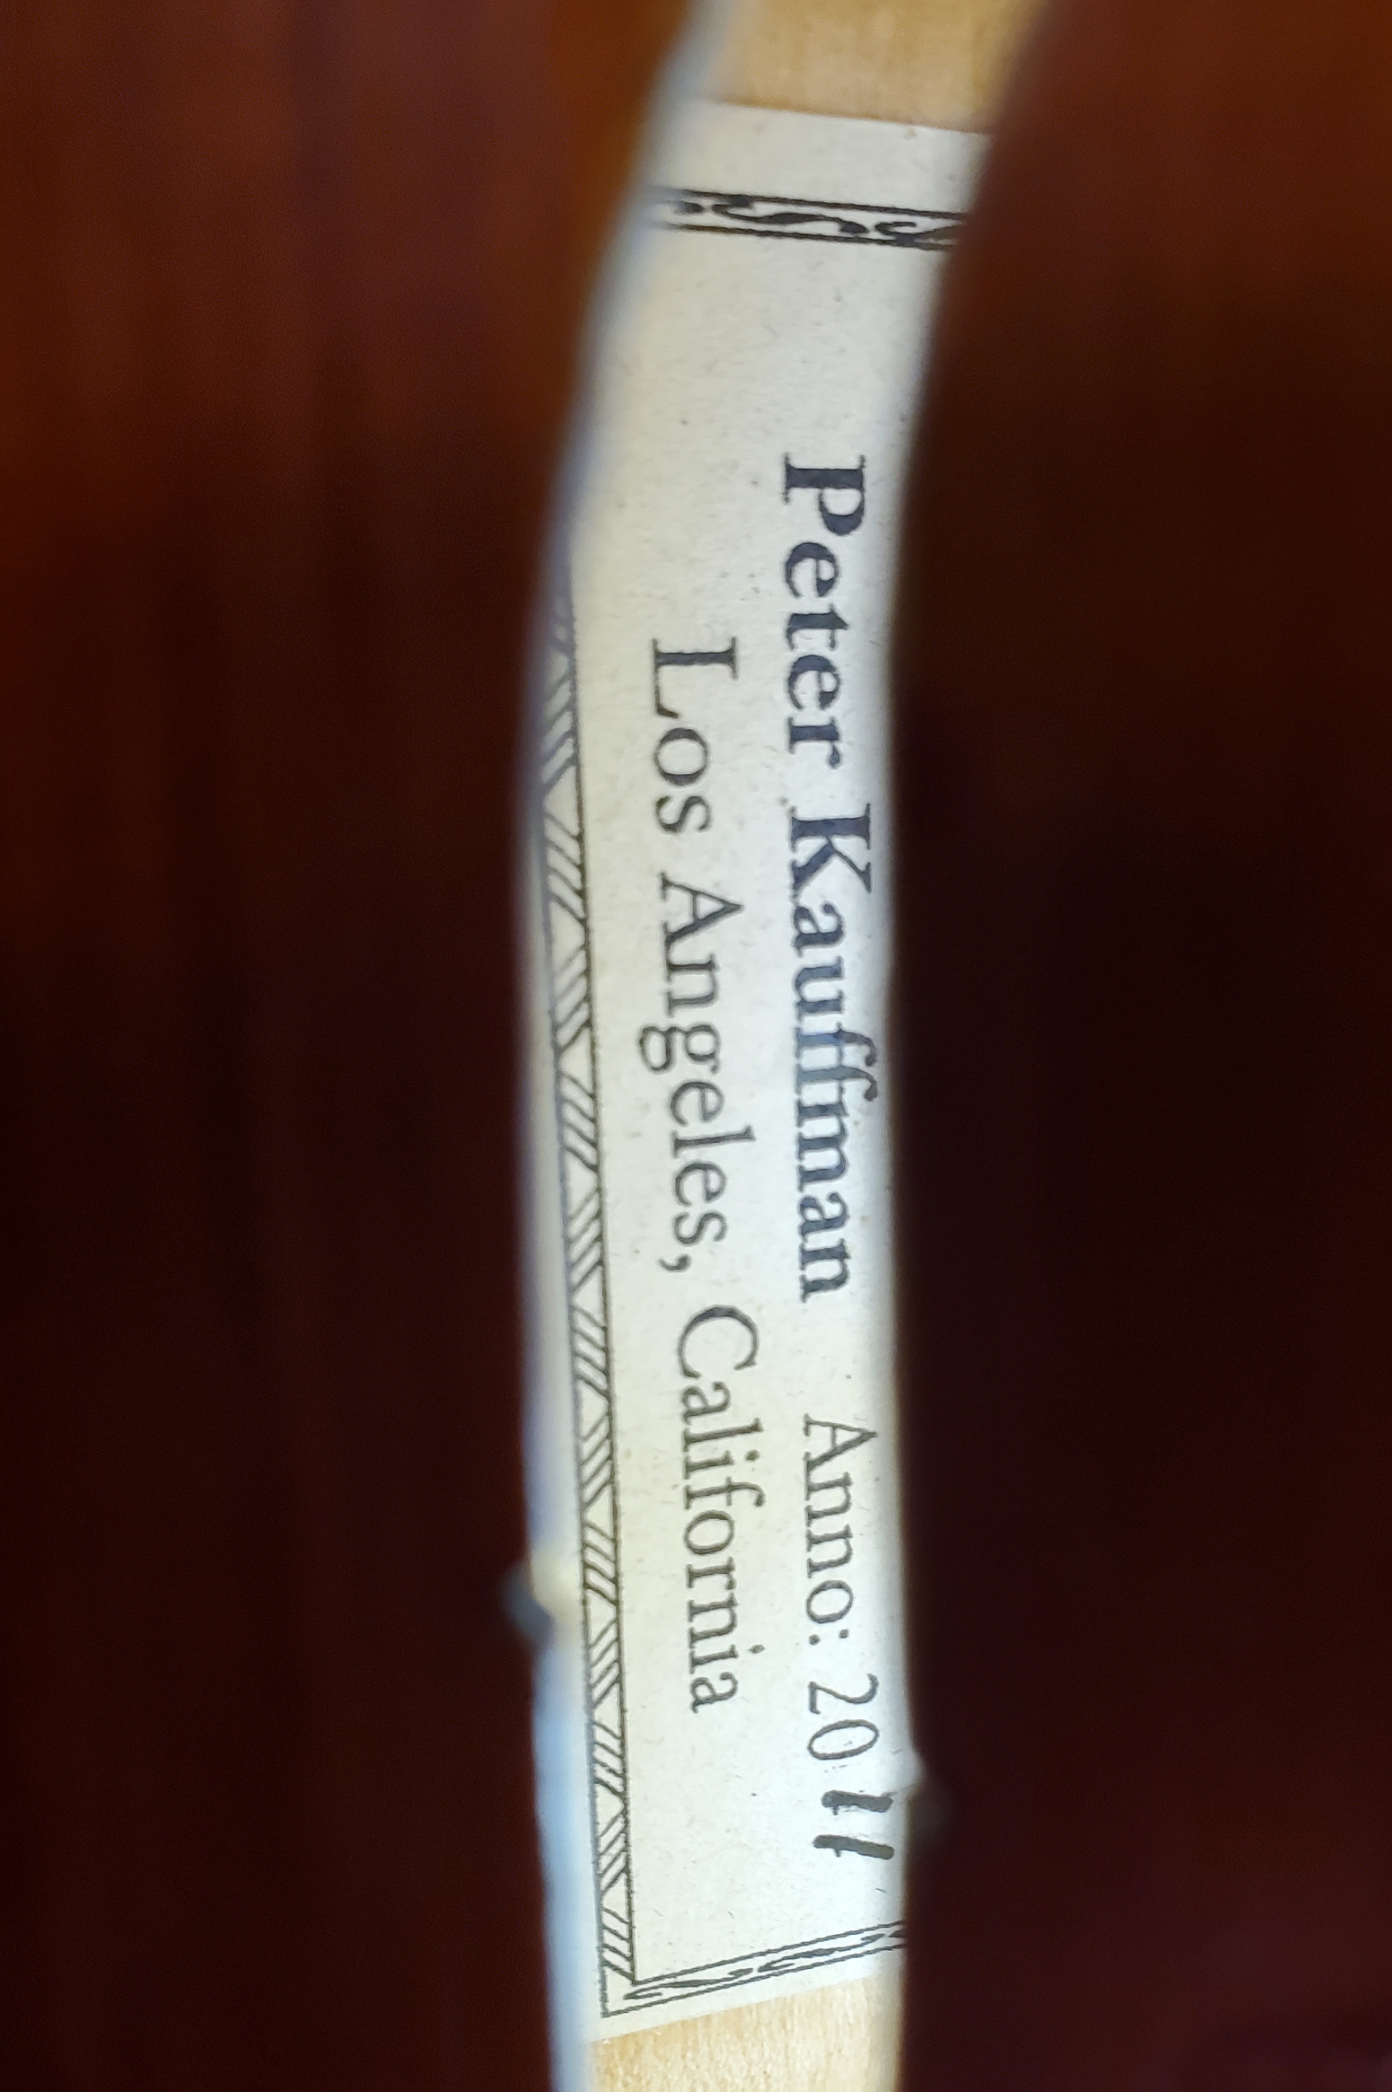 Peter Kauffman Anno: 2011
Los Angeles, California